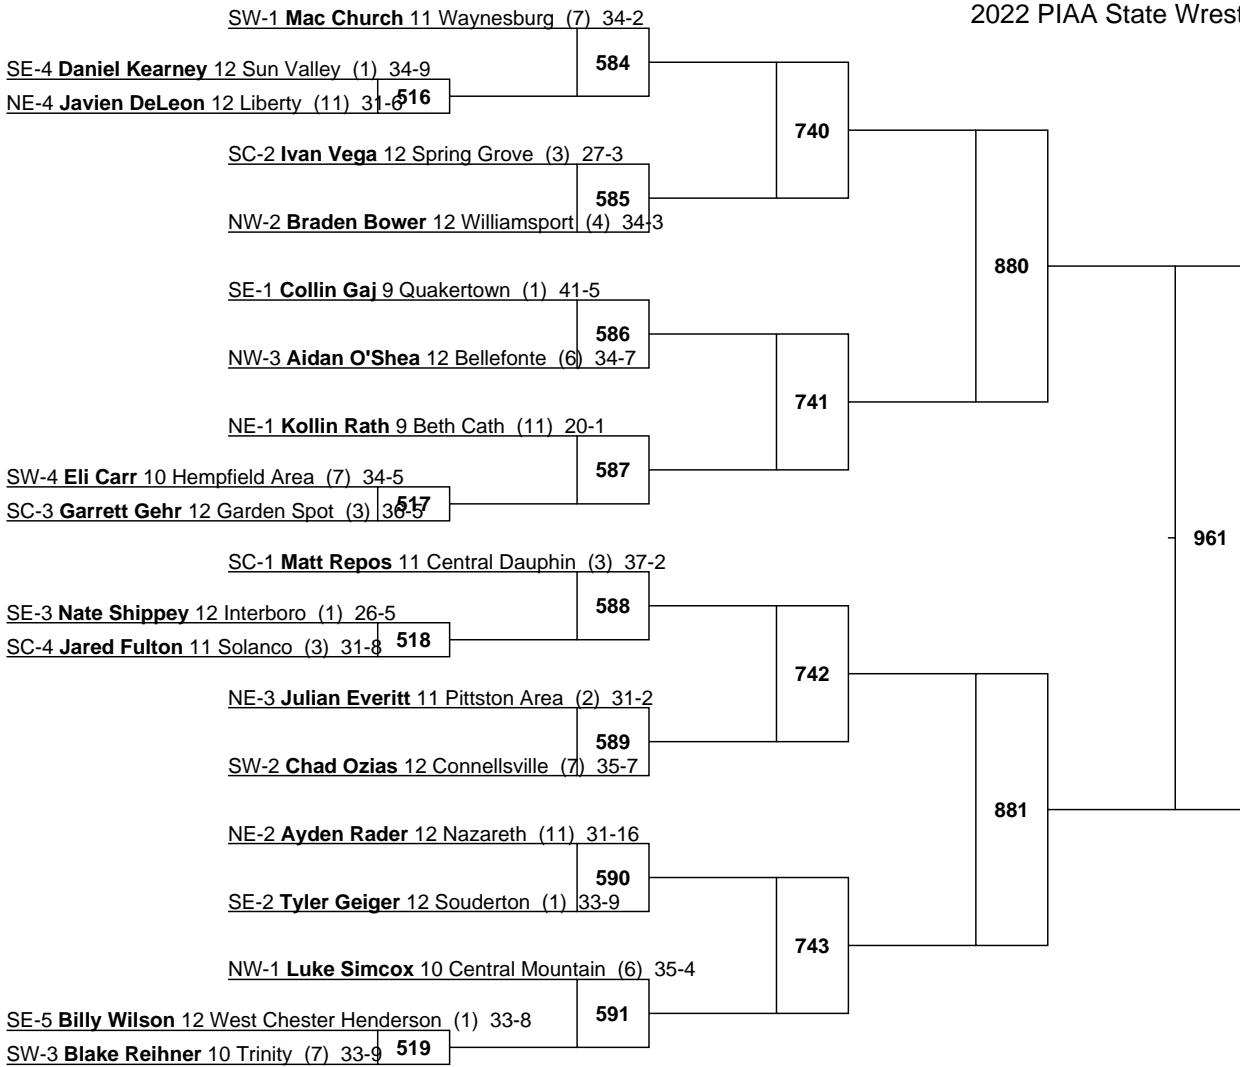 2022 PIAA State Wrest
SW-1 Mac Church 11 Waynesburg (7) 34-2
584
SE-4 Daniel Kearney 12 Sun Valley (1) 34-9
516
NE-4 Javien DeLeon 12 Liberty (11) 31-6
740
SC-2 Ivan Vega 12 Spring Grove (3) 27-3
585
NW-2 Braden Bower 12 Williamsport (4) 34-3
880
SE-1 Collin Gaj 9 Quakertown (1) 41-5
586
NW-3 Aidan O'Shea 12 Bellefonte (6) 34-7
741
NE-1 Kollin Rath 9 Beth Cath (11) 20-1
587
SW-4 Eli Carr 10 Hempfield Area (7) 34-5
517
SC-3 Garrett Gehr 12 Garden Spot (3) 36-5
961
SC-1 Matt Repos 11 Central Dauphin (3) 37-2
588
SE-3 Nate Shippey 12 Interboro (1) 26-5
518
SC-4 Jared Fulton 11 Solanco (3) 31-8
742
NE-3 Julian Everitt 11 Pittston Area (2) 31-2
589
SW-2 Chad Ozias 12 Connellsville (7) 35-7
881
NE-2 Ayden Rader 12 Nazareth (11) 31-16
590
SE-2 Tyler Geiger 12 Souderton (1) 33-9
743
NW-1 Luke Simcox 10 Central Mountain (6) 35-4
591
SE-5 Billy Wilson 12 West Chester Henderson (1) 33-8
519
SW-3 Blake Reihner 10 Trinity (7) 33-9